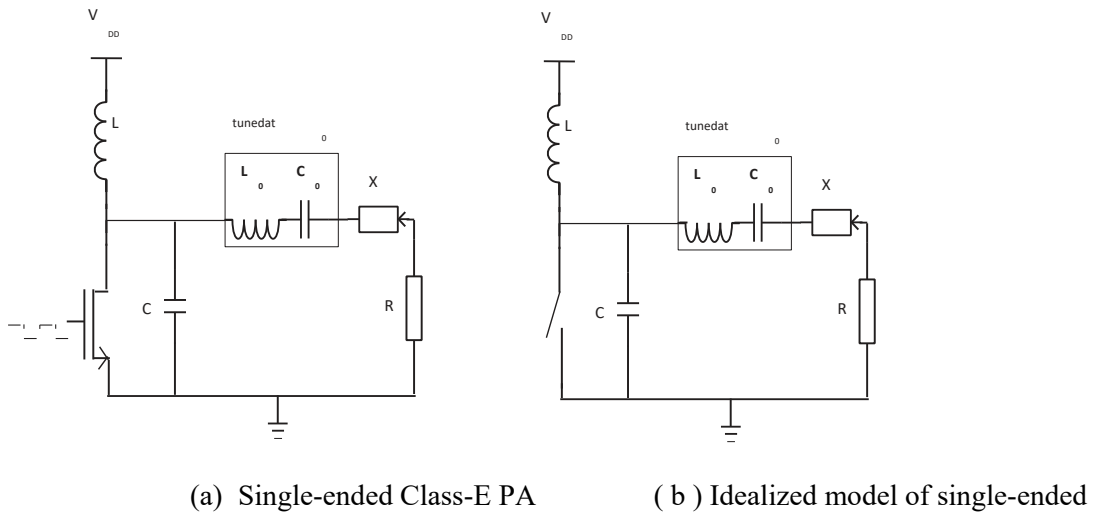 V
DD
L
tunedat
0
L
0
C
0
X
C
R
V
DD
L
tunedat
0
L
0
C
0
X
C
R
(a) Single-ended Class-E PA
( b ) Idealized model of single-ended